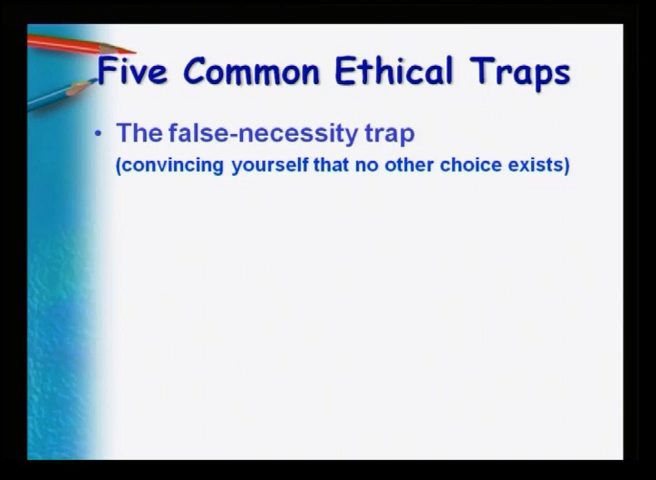 Five Common Ethical Traps
• The false-necessity trap
(convincing yourself that no other choice exists)